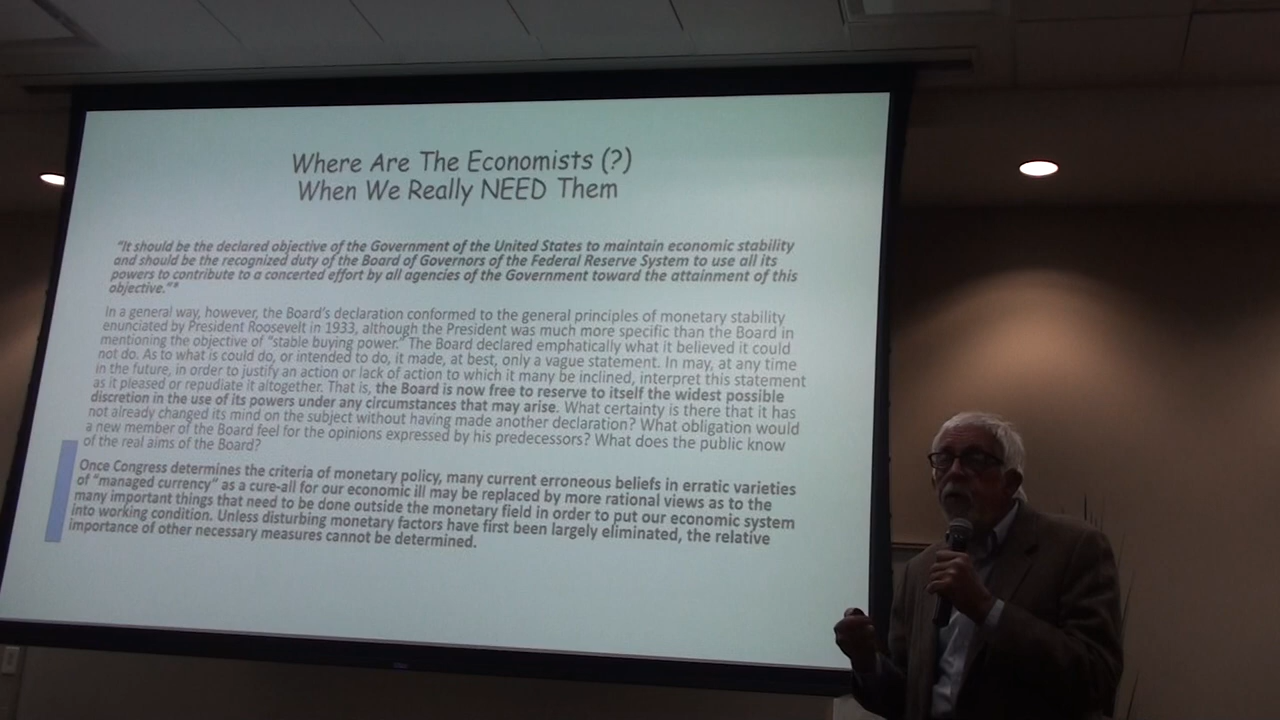 Where Are The Economists (?)
When We Really NEED Them
"It should be the declared objective of the Government of the United States to maintain economic stability
and should be the recognized duty of the Board of Governors of the Federal Reserve System to use all its
powers to contribute to a concerted effort by all agencies of the Government toward the attainment of this
objective."*
In a general way, however, the Board's declaration conformed to the general principles of monetary stability
enunciated by President Roosevelt in 1933, although the President was much more specific than the Board in
mentioning the objective of "stable buying power." The Board declared emphatically what it believed it could
not do. As to what is could do, or intended to do, it made, at best, only a vague statement. In may, at any time
in the future, in order to justify an action or lack of action to which it many be inclined, interpret this statement
as it pleased or repudiate it altogether. That is, the Board is now free to reserve to itself the widest possible
discretion in the use of its powers under any circumstances that may arise. What certainty is there that it has
not already changed its mind on the subject without having made another declaration? What obligation would
a new member of the Board feel for the opinions expressed by his predecessors? What does the public know
of the real aims of the Board?
Once Congress determines the criteria of monetary policy, many current erroneous beliefs in erratic varieties
of "managed currency" as a cure-all for our economic ill may be replaced by more rational views as to the
many important things that need to be done outside the monetary field in order to put our economic system
into working condition. Unless disturbing monetary factors have first been largely eliminated, the relative
importance of other necessary measures cannot be determined.